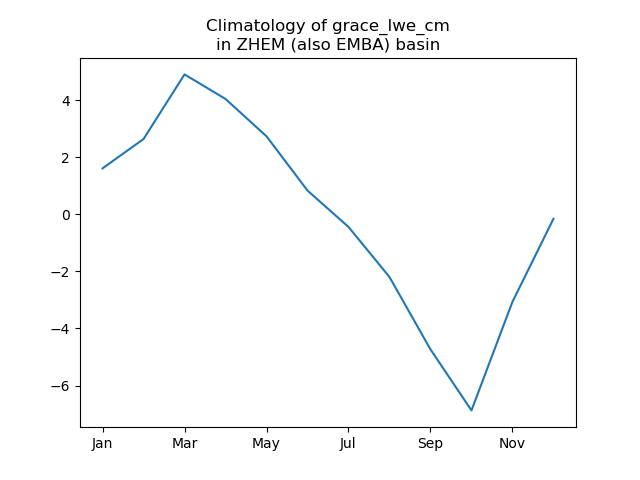 Climatology of grace_lwe_cm
in ZHEM (also EMBA) basin
4
2
0
−2
−4
−6
Jan Mar May Jul Sep Nov